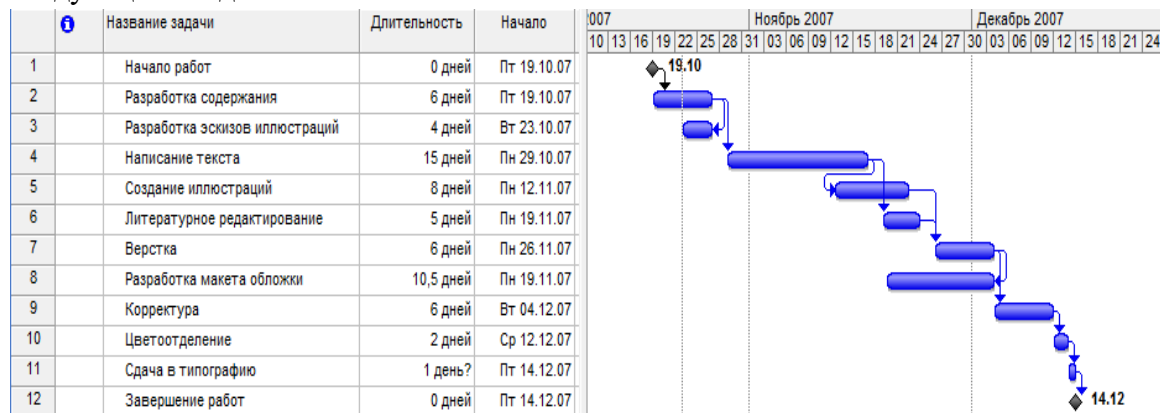 Название задачи Длительность Начало 2007 Ноябрь 2007 Декабрь 2007
10 13 16 19 22 25 28 31 03 06 09 12 15 18 21 24 27 30 03 06 09 12 15 18 21 24
1 Начало работ 0 дней Пт 19.10.07 19.10
2 Разработка содержания 6 дней Пт 19.10.07
3 Разработка эскизов иллюстраций 4 дней Вт 23.10.07
4 Написание текста 15 дней Пн 29.10.07
5 Создание иллюстраций 8 дней Пн 12.11.07
6 Литературное редактирование 5 дней Пн 19.11.07
7 Верстка 6 дней Пн 26.11.07
8 Разработка макета обложки 10,5 дней Пн 19.11.07
9 Корректура 6 дней Вт 04.12.07
10 Цветоотделение 2 дней Ср 12.12.07
11 Сдача в типографию 1 день? Пт 14.12.07
12 Завершение работ 0 дней Пт 14.12.07 14.12